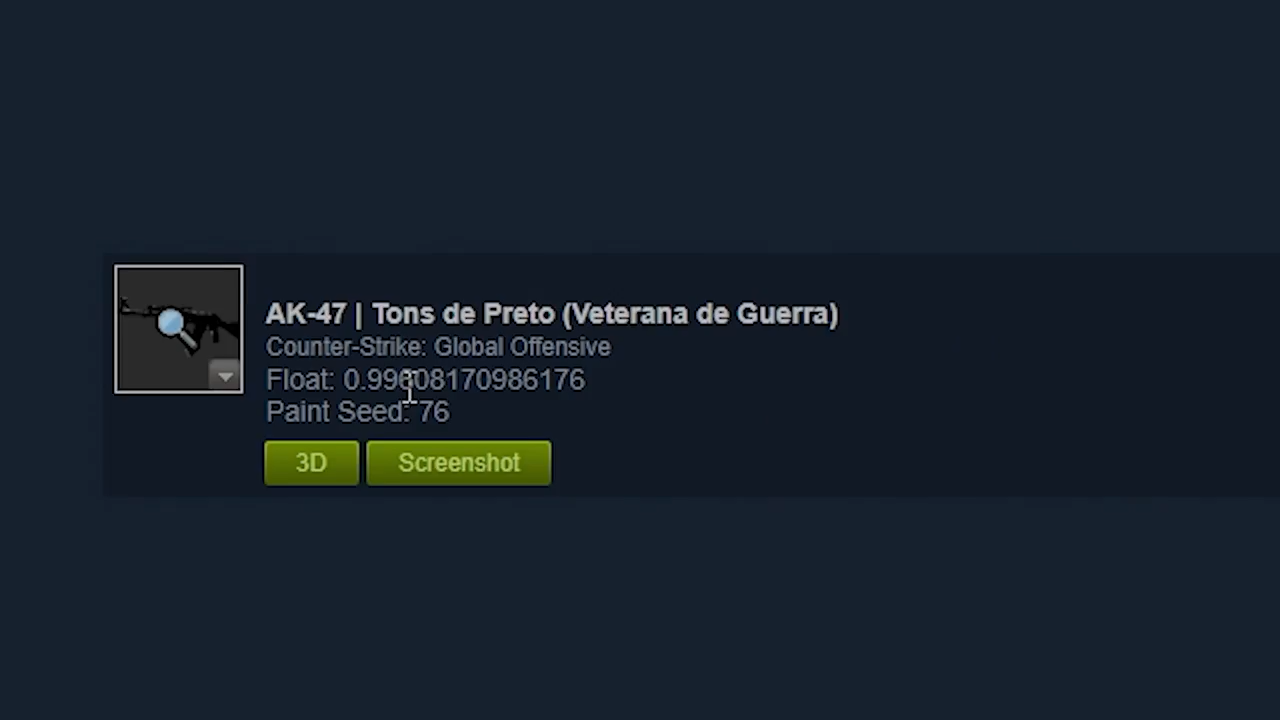 AK-47 | Tons de Preto (Veterana de Guerra)
Counter-Strike: Global Offensive
Float: 0.99608170986176
Paint Seed: 76
3D
Screenshot